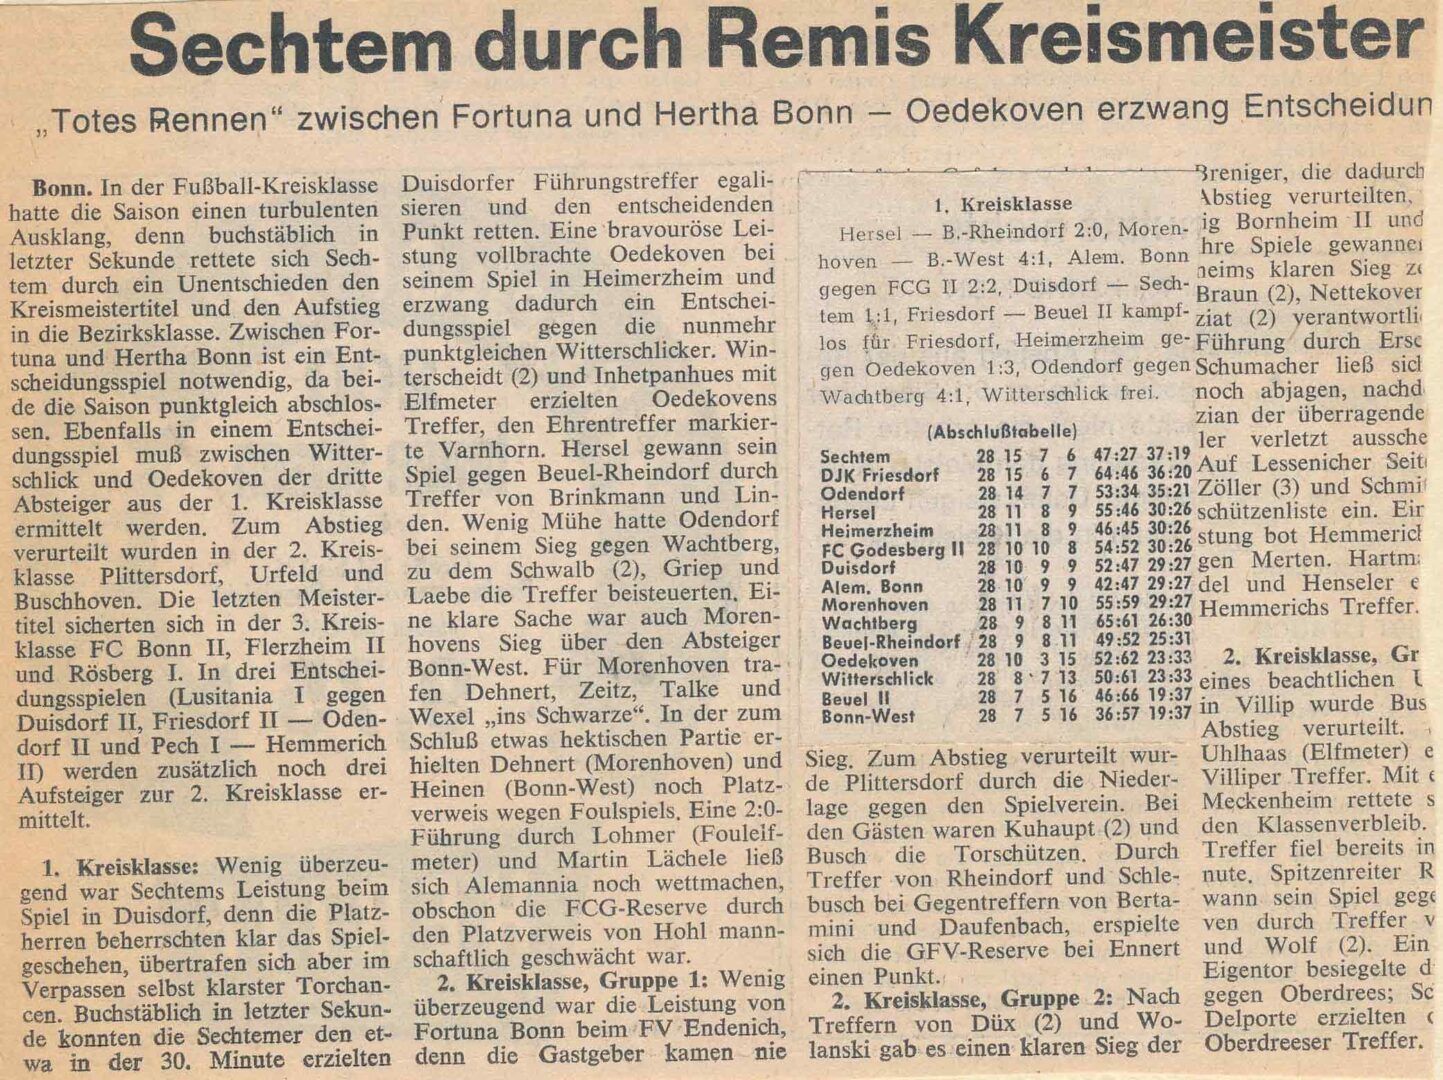 Sechtem durch Remis Kreismeister
„Totes Rennen“ zwischen Fortuna und Hertha Bonn — Oedekoven erzwang Entscheidun
Bonn. In der Fußball-Kreisklasse
hatte die Saison einen turbulenten
Ausklang, denn buchstäblich in
letzter Sekunde rettete sich Sech-
tem durch ein Unentschieden den
Kreismeistertitel und den Aufstieg
in die Bezirksklasse. Zwischen For-
tuna und Hertha Bonn ist ein Ent-
scheidungsspiel notwendig, da bei-
de die Saison punktgleich abschlos-
sen. Ebenfalls in einem Entschei-
dungsspiel muß zwischen Witter-
schlick und Oedekoven der dritte
Absteiger aus der 1. Kreisklasse
ermittelt werden. Zum Abstieg
verurteilt wurden in der 2. Kreis-
klasse Plittersdorf, Urfeld und
Buschhoven. Die letzten Meister-
titel sicherten sich in der 3. Kreis-
klasse FC Bonn II, Flerzheim II
und Rösberg I. In drei Entschei-
dungsspielen (Lusitania I gegen
Duisdorf II, Friesdorf II — Oden-
dorf II und Pech I — Hemmerich
II) werden zusätzlich noch drei
Aufsteiger zur 2. Kreisklasse er-
mittelt.
1. Kreisklasse: Wenig überzeu-
gend war Sechtems Leistung beim
Spiel in Duisdorf, denn die Platz-
herren beherrschten klar das Spiel-
geschehen, übertrafen sich aber im
Verpassen selbst klarster Torchan-
cen. Buchstäblich in letzter Sekun-
de konnten die Sechtemer den et-
wa in der 30. Minute erzielten
Duisdorfer Führungstreffer egali-
sieren und den entscheidenden
Punkt retten. Eine bravouröse Lei-
stung vollbrachte Oedekoven bei
seinem Spiel in Heimerzheim und
erzwang dadurch ein Entschei-
dungsspiel gegen die nunmehr
punktgleichen Witterschlicker. Win-
terscheidt (2) und Inhetpanhues mit
Elfmeter erzielten Oedekovens
Treffer, den Ehrentreffer markier-
te Varnhorn. Hersel gewann sein
Spiel gegen Beuel-Rheindorf durch
Treffer von Brinkmann und Lin-
den. Wenig Mühe hatte Odendorf
bei seinem Sieg gegen Wachtberg,
zu dem Schwalb (2), Griep und
Laebe die Treffer beisteuerten. Ei-
ne klare Sache war auch Moren-
hovens Sieg über den Absteiger
Bonn-West. Für Morenhoven tra-
fen Dehnert, Zeitz, Talke und
Wexel „ins Schwarze“. In der zum
Schluß etwas hektischen Partie er-
hielten Dehnert (Morenhoven) und
Heinen (Bonn-West) noch Platz-
verweis wegen Foulspiels. Eine 2:0-
Führung durch Lohmer (Foulelf-
meter) und Martin Lächele ließ
sich Alemannia noch wettmachen,
obschon die FCG-Reserve durch
den Platzverweis von Hohl mann-
schaftlich geschwächt war.
2. Kreisklasse, Gruppe 1: Wenig
überzeugend war die Leistung von
Fortuna Bonn beim FV Endenich,
denn die Gastgeber kamen nie
1. Kreisklasse
Hersel — B.-Rheindorf 2:0, Moren-
hoven — B.-West 4:1, Alem. Bonn
gegen FCG II 2:2, Duisdorf — Sech-
tem 1:1, Friesdorf — Beuel II kampf-
los für Friesdorf, Heimerzheim ge-
gen Oedekoven 1:3, Odendorf gegen
Wachtberg 4:1, Witterschlick frei.
(Abschlußtabelle)
Sechtem 28 15 7 6 47:27 37:19
DJK Friesdorf 28 15 6 7 64:46 36:20
Odendorf 28 14 7 7 53:34 35:21
Hersel 28 11 8 9 55:46 30:26
Heimerzheim 28 11 8 9 46:45 30:26
FC Godesberg II 28 10 10 8 54:52 30:26
Duisdorf 28 10 9 9 52:47 29:27
Alem. Bonn 28 10 9 9 42:47 29:27
Morenhoven 28 11 7 10 55:59 29:27
Wachtberg 28 9 8 11 65:61 26:30
Beuel-Rheindorf 28 9 8 11 49:52 25:31
Oedekoven 28 10 3 15 52:62 23:33
Witterschlick 28 8 7 13 50:61 23:33
Beuel II 28 7 5 16 46:66 19:37
Bonn-West 28 7 5 16 36:57 19:37
Sieg. Zum Abstieg verurteilt wur-
de Plittersdorf durch die Nieder-
lage gegen den Spielverein. Bei
den Gästen waren Kuhaupt (2) und
Busch die Torschützen. Durch
Treffer von Rheindorf und Schle-
busch bei Gegentreffern von Berta-
mini und Daufenbach, erspielte
sich die GFV-Reserve bei Ennert
einen Punkt.
2. Kreisklasse, Gruppe 2: Nach
Treffern von Düx (2) und Wo-
lanski gab es einen klaren Sieg der
Breniger, die dadurch
Abstieg verurteilten,
ig Bornheim II und
hre Spiele gewanne
heims klaren Sieg z
Braun (2), Nettekover
ziat (2) verantwortli
Führung durch Erse
Schumacher ließ sich
noch abjagen, nachd
zian der überragende
ler verletzt aussche
Auf Lessenicher Seit
Zöller (3) und Schmi
schützenliste ein. Ein
stung bot Hemmerich
gen Merten. Hartm
del und Henseler e
Hemmerichs Treffer.
2. Kreisklasse, Gr
eines beachtlichen
in Villip wurde Bus
Abstieg verurteilt.
Uhlhaas (Elfmeter) e
Villiper Treffer. Mit
Meckenheim rettete s
den Klassenverbleib.
Treffer fiel bereits in
nute. Spitzenreiter R
wann sein Spiel gege
ven durch Treffer v
und Wolf (2). Ein
Eigentor besiegelte d
gegen Oberdrees; Sc
Delporte erzielten
Oberdreeser Treffer.